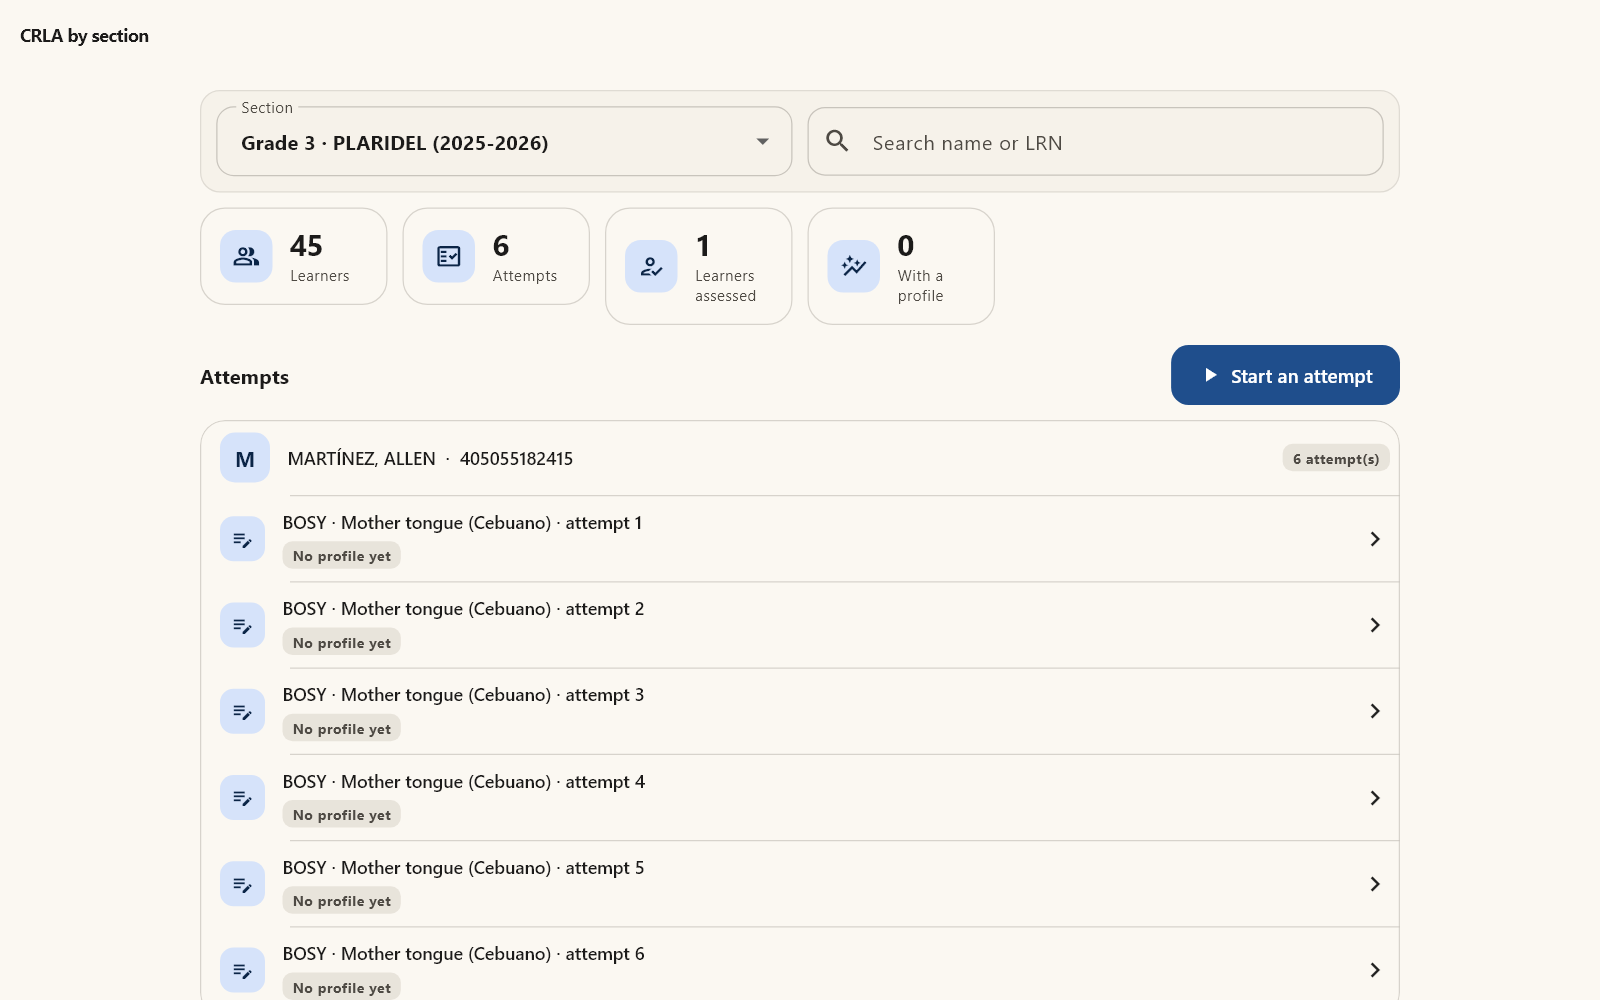 CRLA by section
Section
Grade 3 · PLARIDEL (2025-2026)
Search name or LRN
45
Learners
6
Attempts
1
Learners
assessed
0
With a
profile
Attempts
Start an attempt
M
MARTÍNEZ, ALLEN · 405055182415
6 attempt(s)
BOSY · Mother tongue (Cebuano) · attempt 1
No profile yet
BOSY · Mother tongue (Cebuano) · attempt 2
No profile yet
BOSY · Mother tongue (Cebuano) · attempt 3
No profile yet
BOSY · Mother tongue (Cebuano) · attempt 4
No profile yet
BOSY · Mother tongue (Cebuano) · attempt 5
No profile yet
BOSY · Mother tongue (Cebuano) · attempt 6
No profile yet